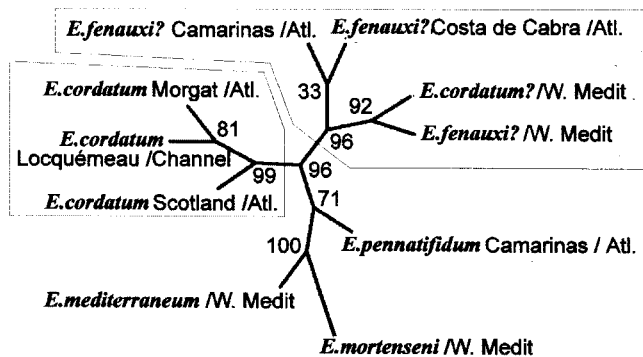 E.fenauxi? Camarinas /Atl.
E.fenauxi? Costa de Cabra /Atl.
E.cordatum Morgat /Atl.
33
92
E.cordatum? /W. Medit
E.cordatum
Locquémeau /Channel
81
96
E.fenauxi? /W. Medit
99
96
E.cordatum Scotland /Atl.
71
100
E.pennatifidum Camarinas / Atl.
E.mediterraneum /W. Medit
E.mortenseni /W. Medit